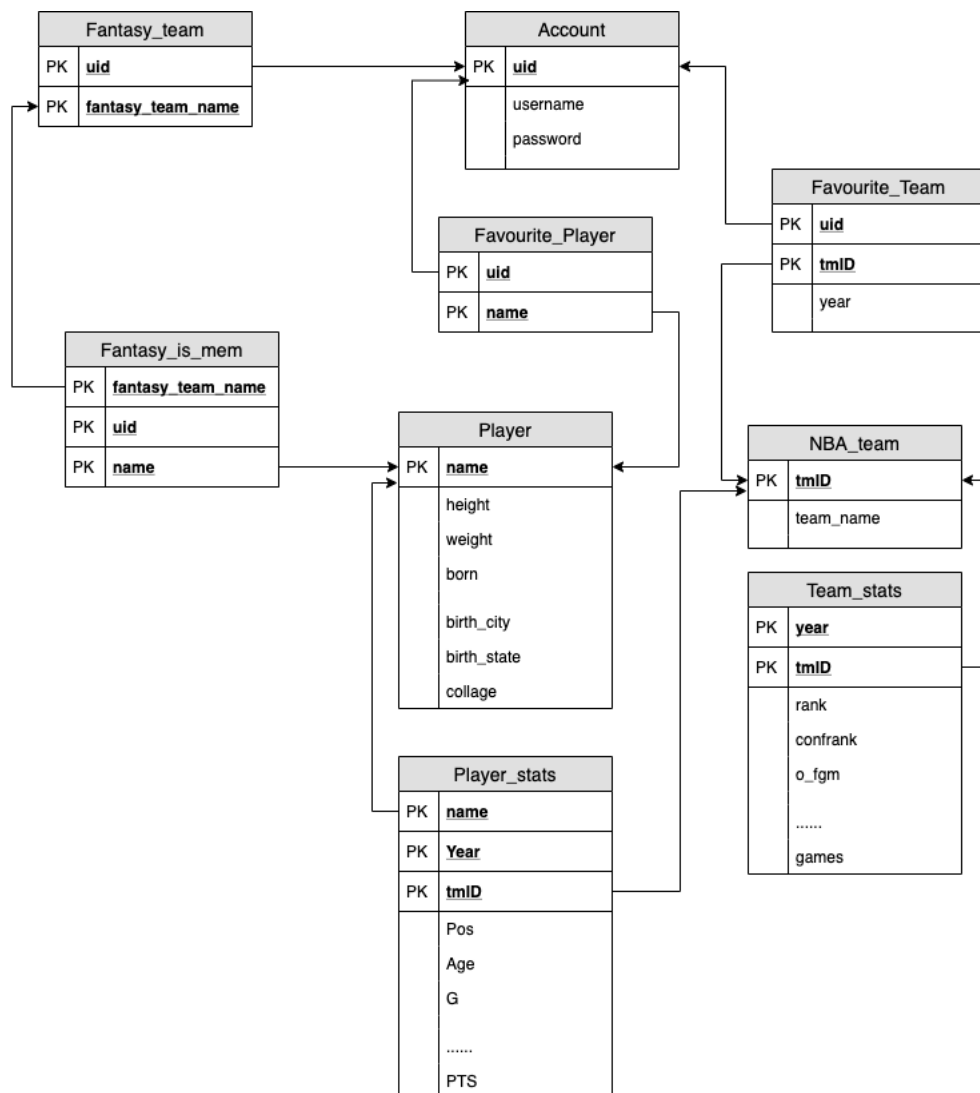 Fantasy_team
PK uid
PK fantasy_team_name
Account
PK uid
username
password
Favourite_Team
PK uid
PK tmID
year
Favourite_Player
PK uid
PK name
Fantasy_is_mem
PK fantasy_team_name
PK uid
PK name
Player
PK name
height
weight
born
birth_city
birth_state
collage
NBA_team
PK tmID
team_name
Team_stats
PK year
PK tmID
rank
confrank
o_fgm
......
games
Player_stats
PK name
PK Year
PK tmID
Pos
Age
G
......
PTS